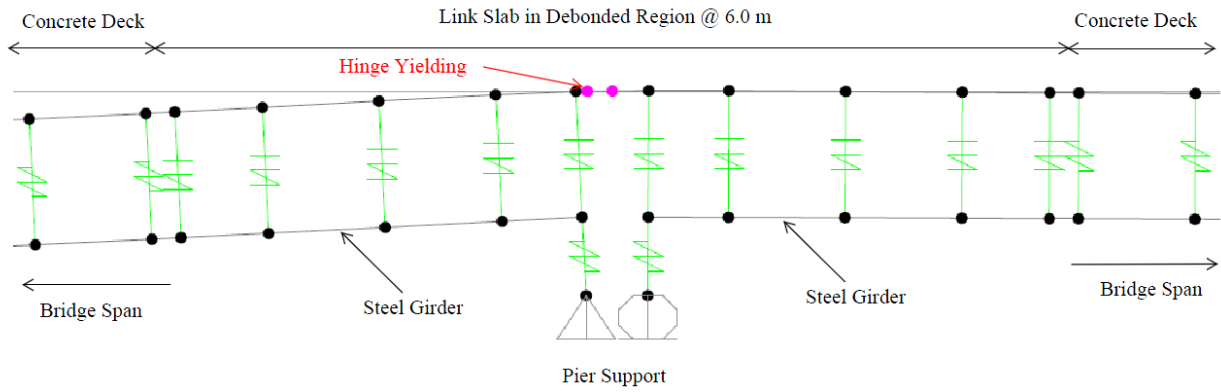 Concrete Deck
Link Slab in Debonded Region @ 6.0 m
Concrete Deck
Hinge Yielding
Bridge Span
Steel Girder
Steel Girder
Bridge Span
Pier Support